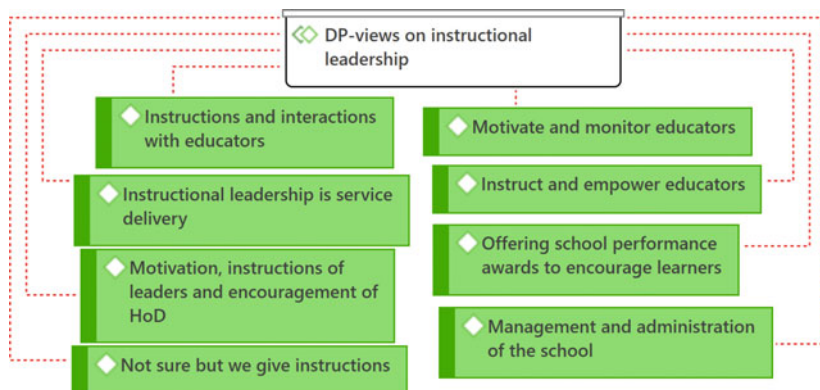 DP-views on instructional
leadership
Instructions and interactions
with educators
Instructional leadership is service
delivery
Motivation, instructions of
leaders and encouragement of
HoD
Not sure but we give instructions
Motivate and monitor educators
Instruct and empower educators
Offering school performance
awards to encourage learners
Management and administration
of the school